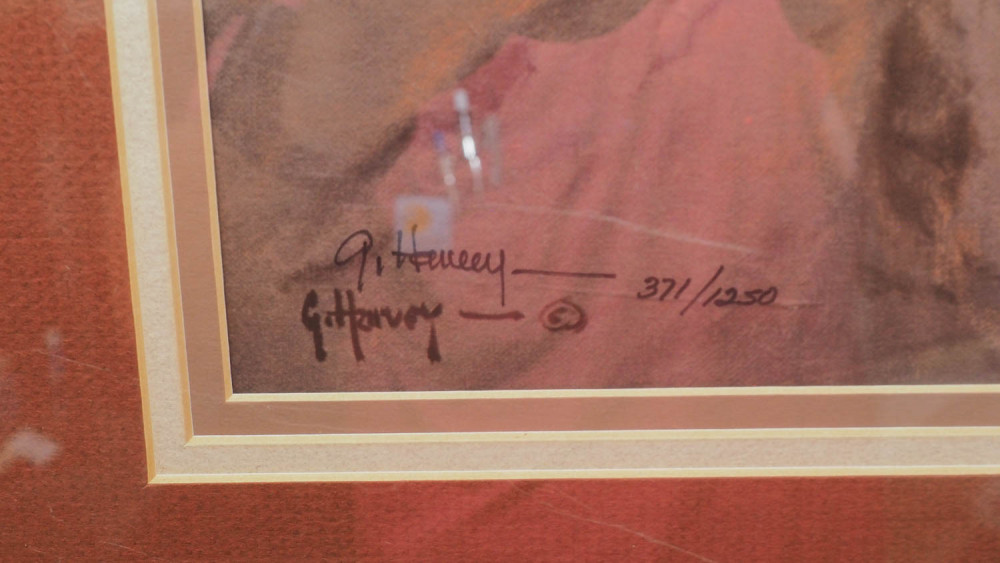 G. Harvey — 371/1250
G. Harvey — ©